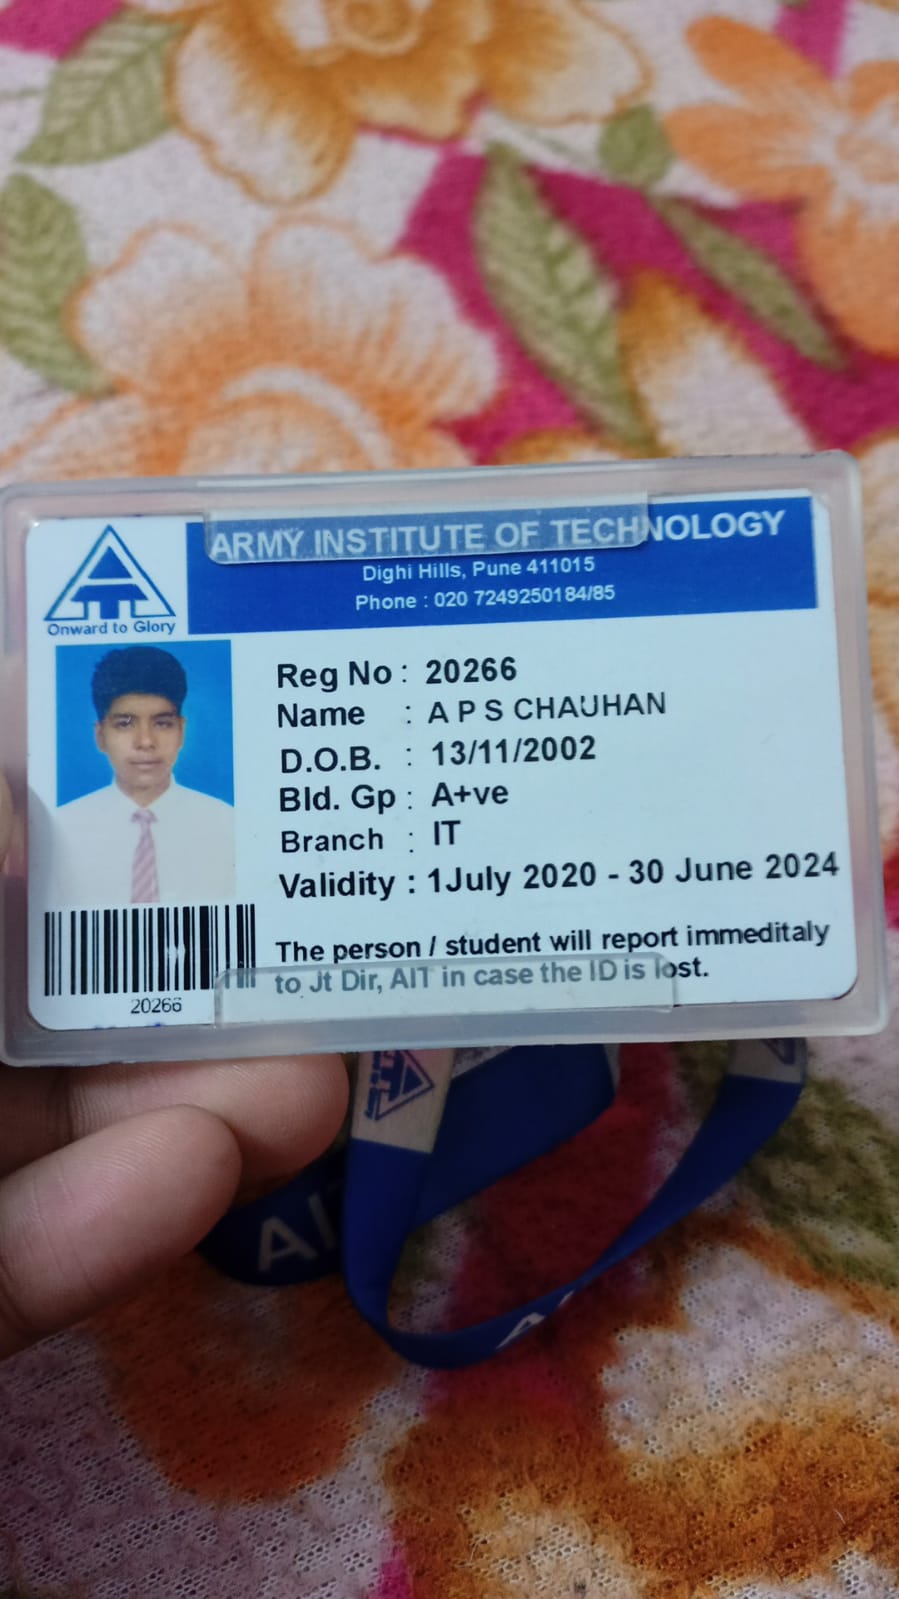 ARMY INSTITUTE OF TECHNOLOGY
Dighi Hills, Pune 411015
Phone : 020 7249250184/85
Onward to Glory
Reg No : 20266
Name : A P S CHAUHAN
D.O.B. : 13/11/2002
Bld. Gp : A+ve
Branch : IT
Validity : 1July 2020 - 30 June 2024
The person / student will report immeditaly
to Jt Dir, AIT in case the ID is lost.
20266